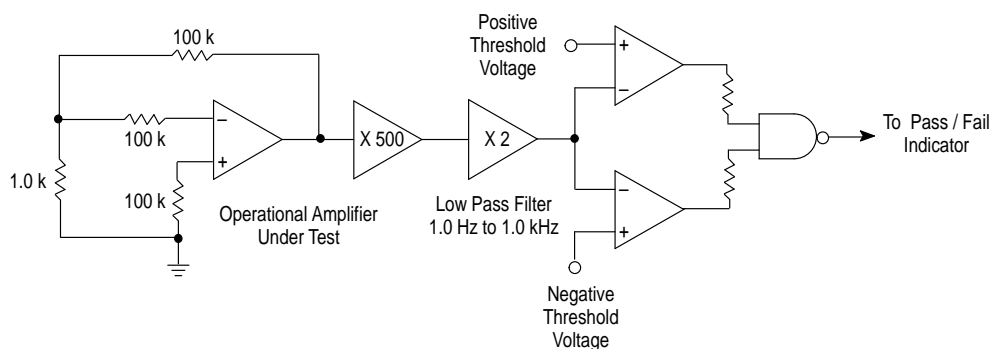 100 k
Positive
Threshold
Voltage
+
−
−
+
100 k
1.0 k
100 k
X 500
X 2
To Pass / Fail
Indicator
Operational Amplifier
Under Test
Low Pass Filter
1.0 Hz to 1.0 kHz
−
+
Negative
Threshold
Voltage